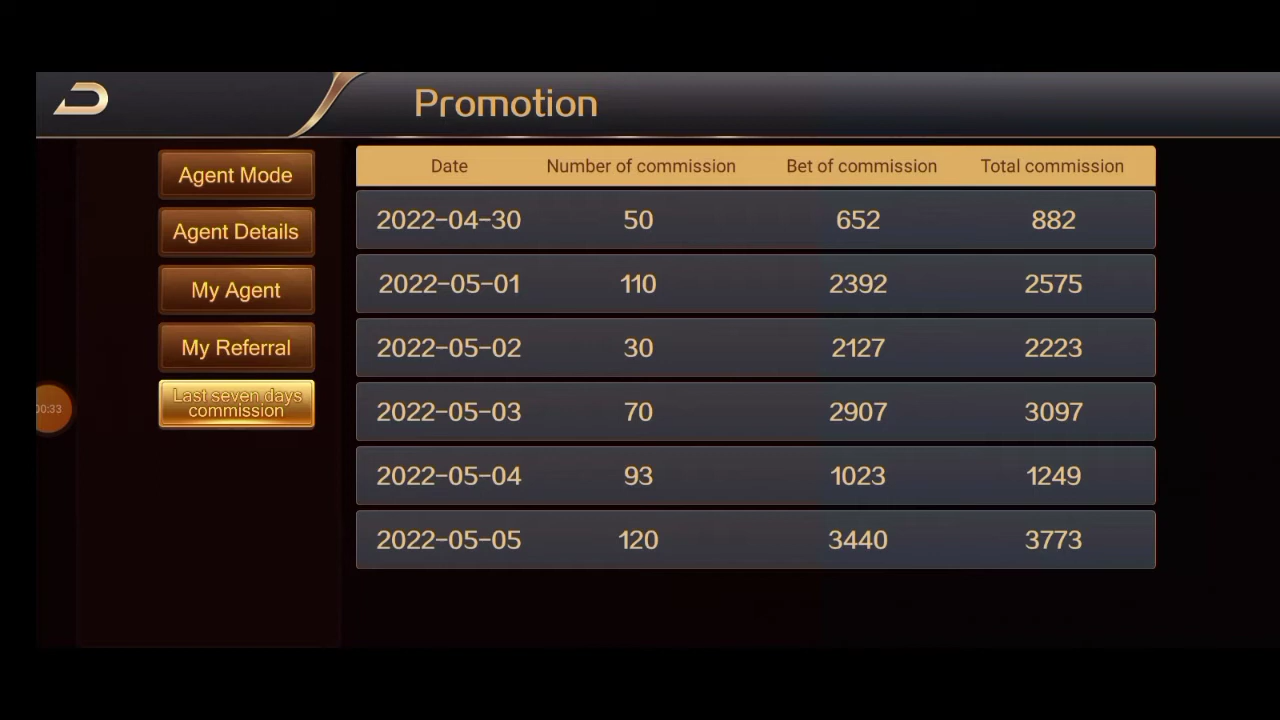 Promotion
Agent Mode
Agent Details
My Agent
My Referral
Last seven days
commission
00:33
Date Number of commission Bet of commission Total commission
2022-04-30 50 652 882
2022-05-01 110 2392 2575
2022-05-02 30 2127 2223
2022-05-03 70 2907 3097
2022-05-04 93 1023 1249
2022-05-05 120 3440 3773